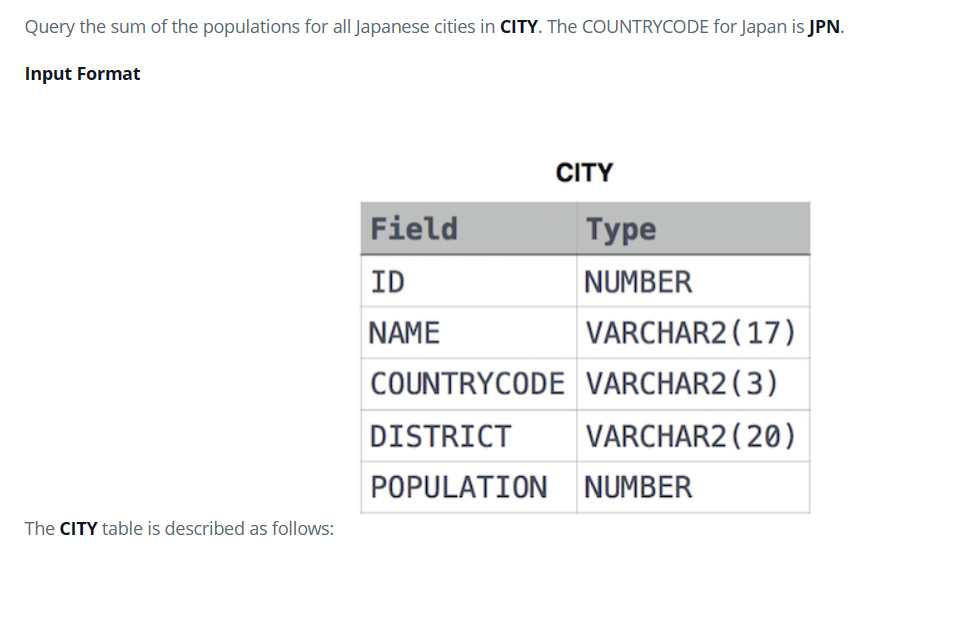 Query the sum of the populations for all Japanese cities in CITY. The COUNTRYCODE for Japan is JPN.
Input Format
CITY
Field Type
ID NUMBER
NAME VARCHAR2(17)
COUNTRYCODE VARCHAR2(3)
DISTRICT VARCHAR2(20)
POPULATION NUMBER
The CITY table is described as follows: